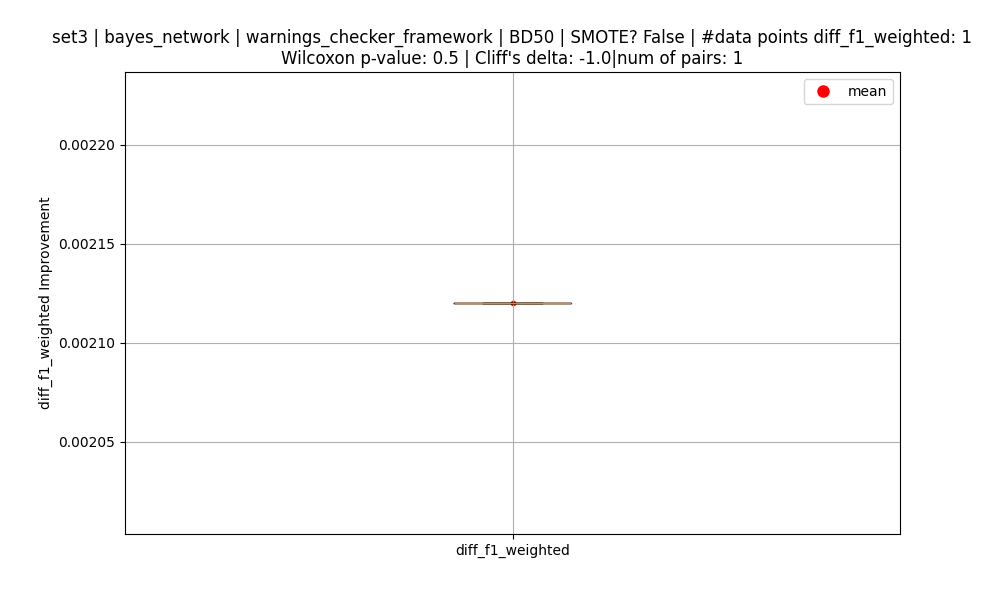 set3 | bayes_network | warnings_checker_framework | BD50 | SMOTE? False | #data points diff_f1_weighted: 1
Wilcoxon p-value: 0.5 | Cliff's delta: -1.0|num of pairs: 1
mean
0.00220
0.00215
0.00210
0.00205
diff_f1_weighted Improvement
diff_f1_weighted